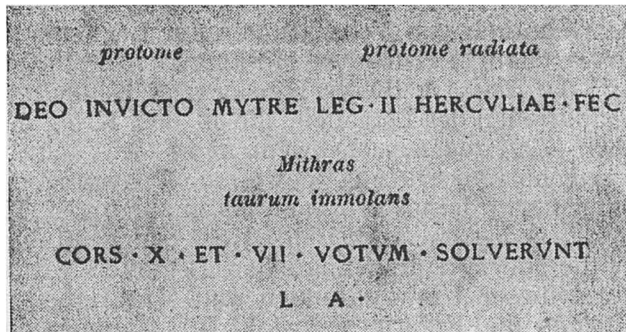 protome protome radiata
DEO INVICTO MYTRE LEG·II HERCVLIAE·FEC
Mithras
taurum immolans
CORS·X·ET·VII·VOTVM·SOLVERVNT
L A·